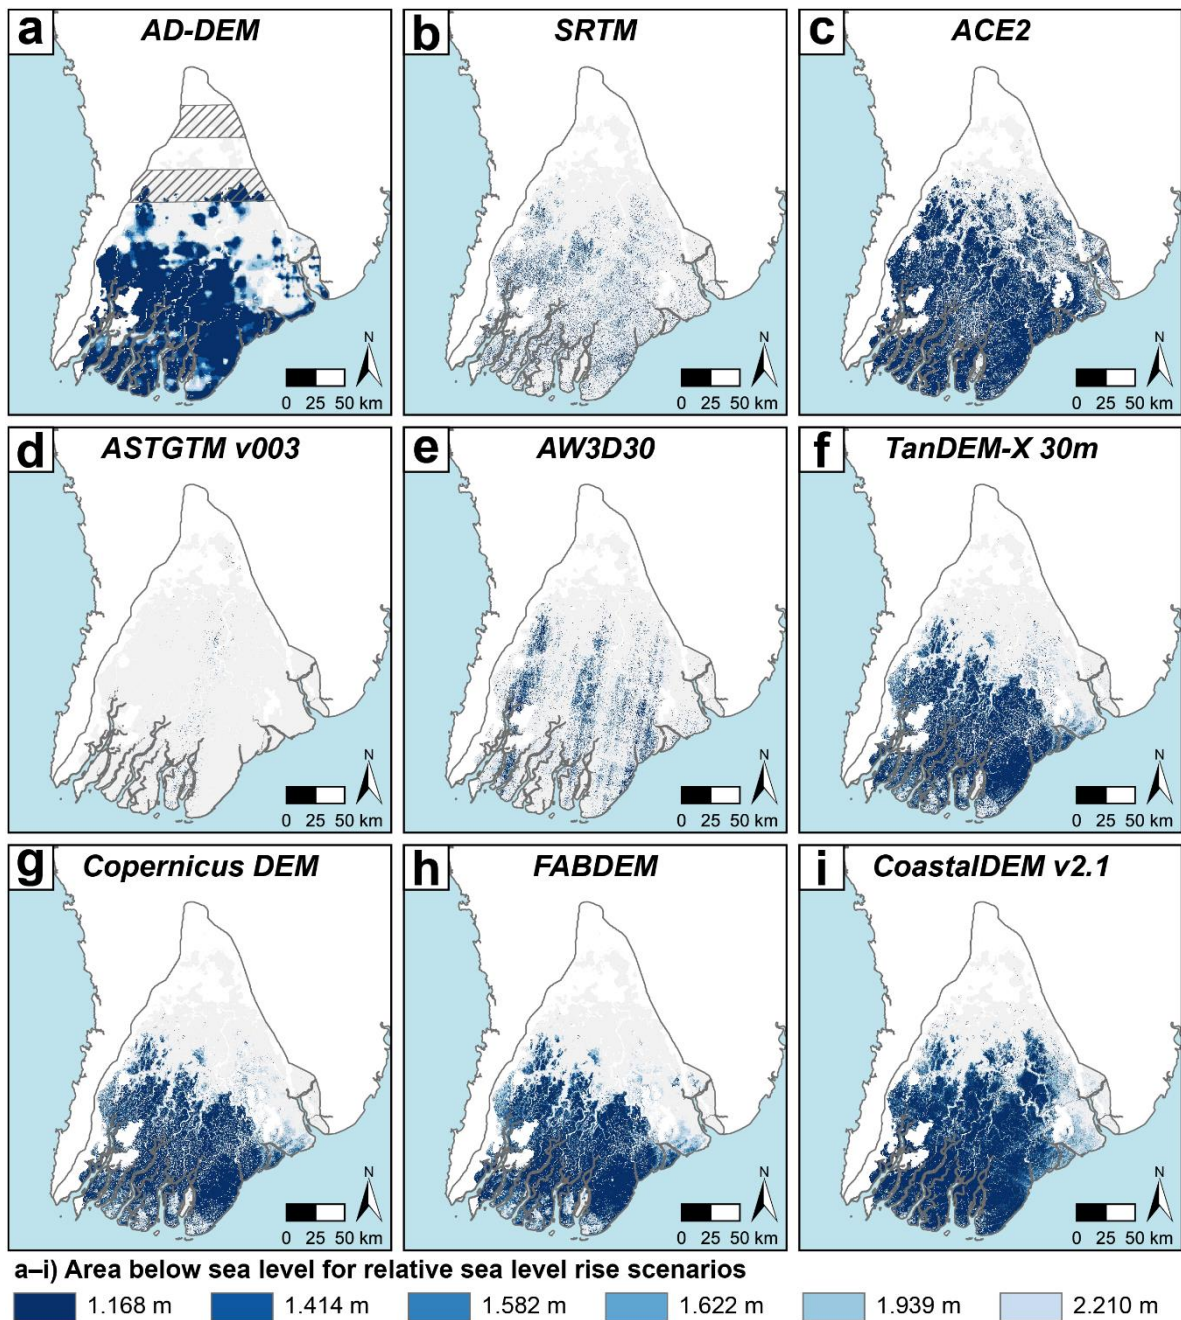 a AD-DEM
N
0 25 50 km
b SRTM
N
0 25 50 km
c ACE2
N
0 25 50 km
d ASTGTM v003
N
0 25 50 km
e AW3D30
N
0 25 50 km
f TanDEM-X 30m
N
0 25 50 km
g Copernicus DEM
N
0 25 50 km
h FABDEM
N
0 25 50 km
i CoastalDEM v2.1
N
0 25 50 km
a–i) Area below sea level for relative sea level rise scenarios
1.168 m 1.414 m 1.582 m 1.622 m 1.939 m 2.210 m